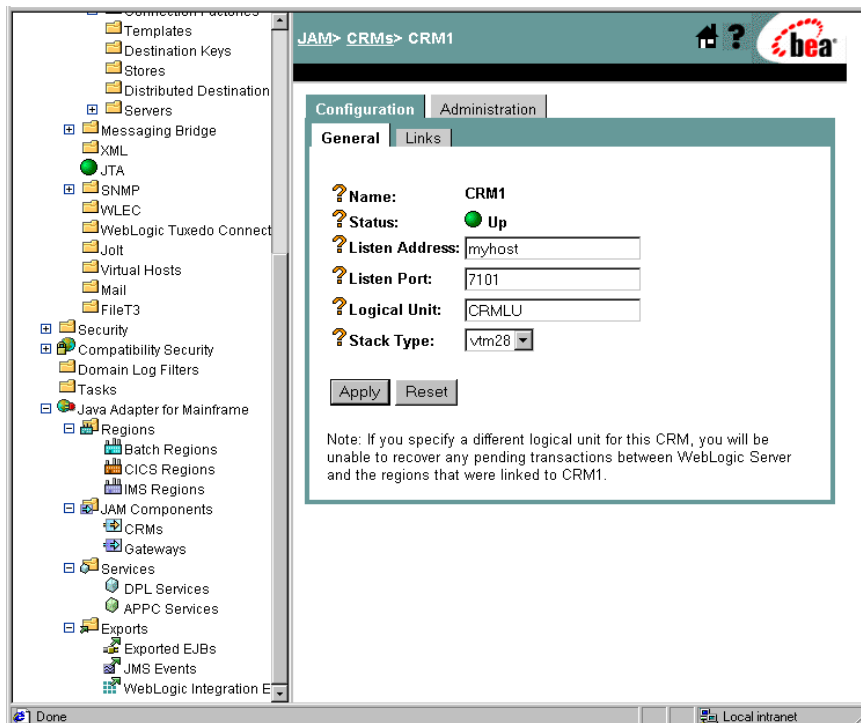 Connection Factories
Templates
Destination Keys
Stores
Distributed Destination
Servers
Messaging Bridge
XML
JTA
SNMP
WLEC
WebLogic Tuxedo Connect
Jolt
Virtual Hosts
Mail
FileT3
Security
Compatibility Security
Domain Log Filters
Tasks
Java Adapter for Mainframe
Regions
Batch Regions
CICS Regions
IMS Regions
JAM Components
CRMs
Gateways
Services
DPL Services
APPC Services
Exports
Exported EJBs
JMS Events
WebLogic Integration E
JAM> CRMs> CRM1
? bea
Configuration Administration
General Links
? Name: CRM1
? Status: Up
? Listen Address: myhost
? Listen Port: 7101
? Logical Unit: CRMLU
? Stack Type: vtm28
Apply Reset
Note: If you specify a different logical unit for this CRM, you will be
unable to recover any pending transactions between WebLogic Server
and the regions that were linked to CRM1.
Done Local intranet